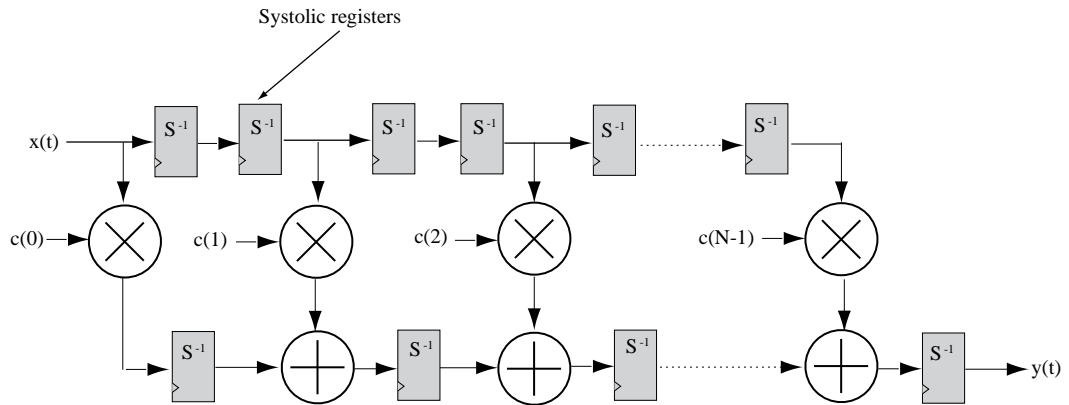 Systolic registers
x(t) S⁻¹ S⁻¹ S⁻¹ S⁻¹ S⁻¹ S⁻¹
c(0) c(1) c(2) c(N-1)
S⁻¹ S⁻¹ S⁻¹ S⁻¹ y(t)